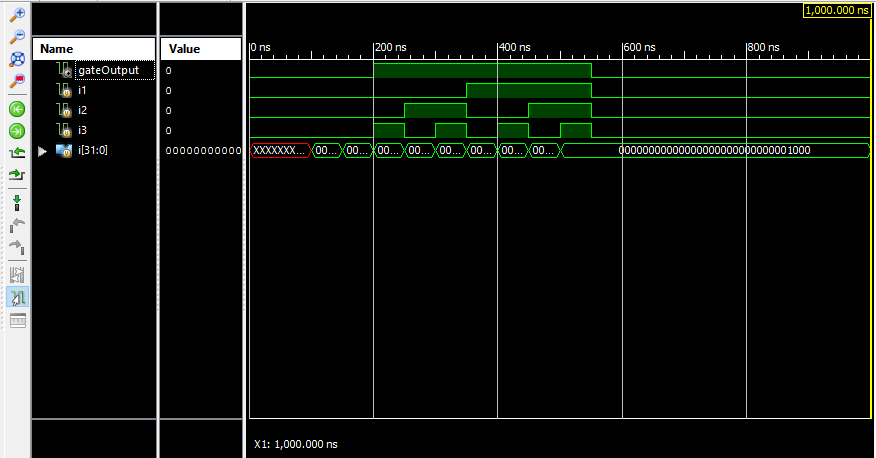 1,000.000 ns
Name Value 0 ns 200 ns 400 ns 600 ns 800 ns
gateOutput 0
i1 0
i2 0
i3 0
i[31:0] 00000000000 XXXXXXX... 00... 00... 00... 00... 00... 00... 00... 00... 00000000000000000000000000001000
X1: 1,000.000 ns